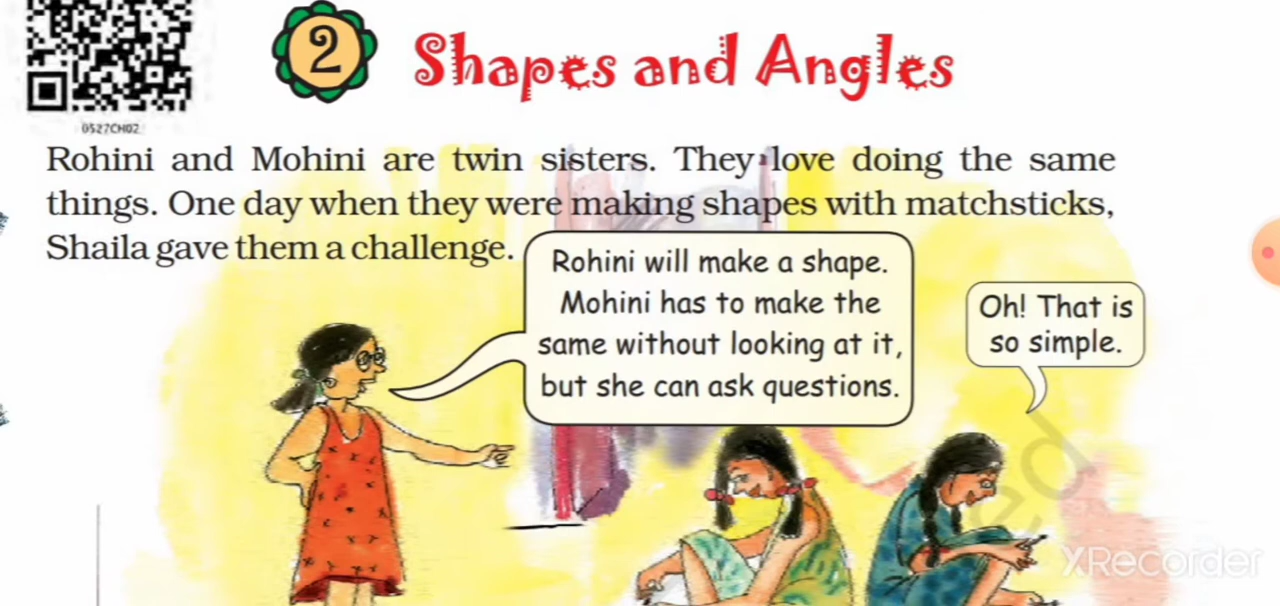 2 Shapes and Angles
0527CH02
Rohini and Mohini are twin sisters. They love doing the same
things. One day when they were making shapes with matchsticks,
Shaila gave them a challenge.
Rohini will make a shape.
Mohini has to make the
same without looking at it,
but she can ask questions.
Oh! That is
so simple.
XRecorder